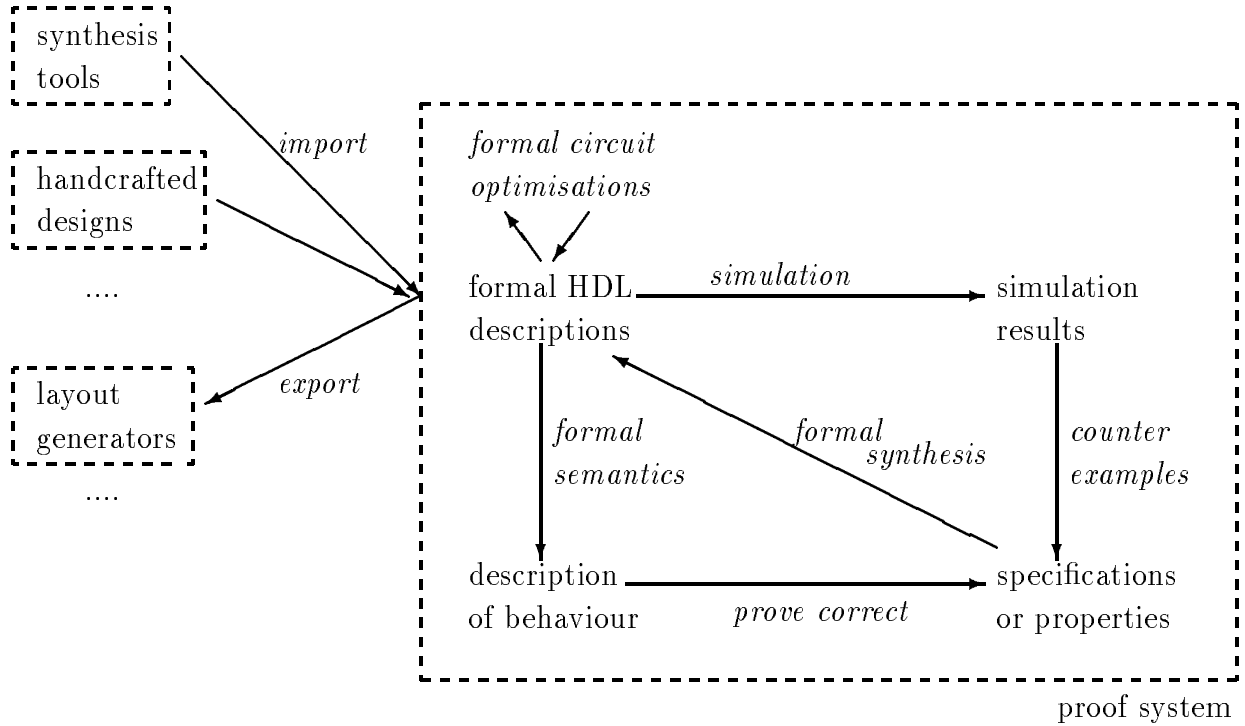 synthesis
tools
import
handcrafted
designs
....
layout
generators
....
export
formal circuit
optimisations
formal HDL
descriptions
simulation
simulation
results
formal
semantics
formal
synthesis
counter
examples
description
of behaviour
prove correct
specifications
or properties
proof system